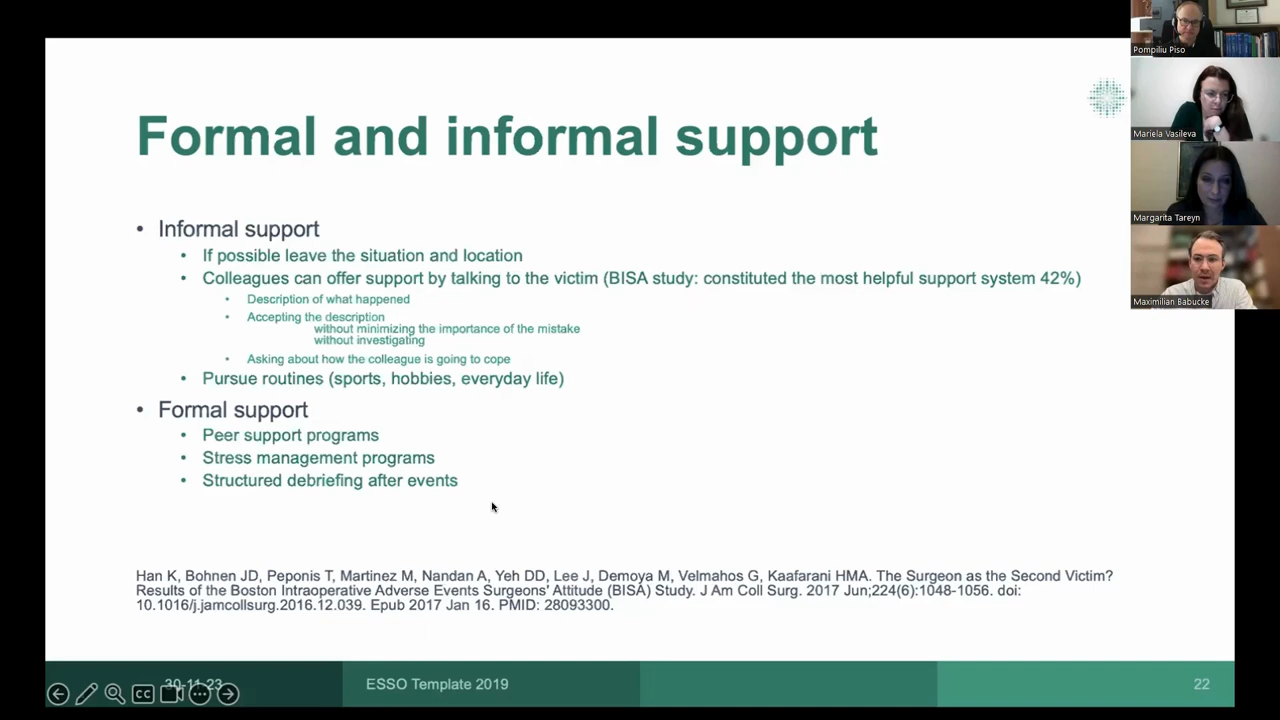 Formal and informal support
• Informal support
• If possible leave the situation and location
• Colleagues can offer support by talking to the victim (BISA study: constituted the most helpful support system 42%)
• Description of what happened
• Accepting the description
without minimizing the importance of the mistake
without investigating
• Asking about how the colleague is going to cope
• Pursue routines (sports, hobbies, everyday life)
• Formal support
• Peer support programs
• Stress management programs
• Structured debriefing after events
Han K, Bohnen JD, Peponis T, Martinez M, Nandan A, Yeh DD, Lee J, Demoya M, Velmahos G, Kaafarani HMA. The Surgeon as the Second Victim?
Results of the Boston Intraoperative Adverse Events Surgeons' Attitude (BISA) Study. J Am Coll Surg. 2017 Jun;224(6):1048-1056. doi:
10.1016/j.jamcollsurg.2016.12.039. Epub 2017 Jan 16. PMID: 28093300.
30-11-23
ESSO Template 2019
22
CC
Pompiliu Piso
Mariela Vasileva
Margarita Tareyn
Maximilian Babucke